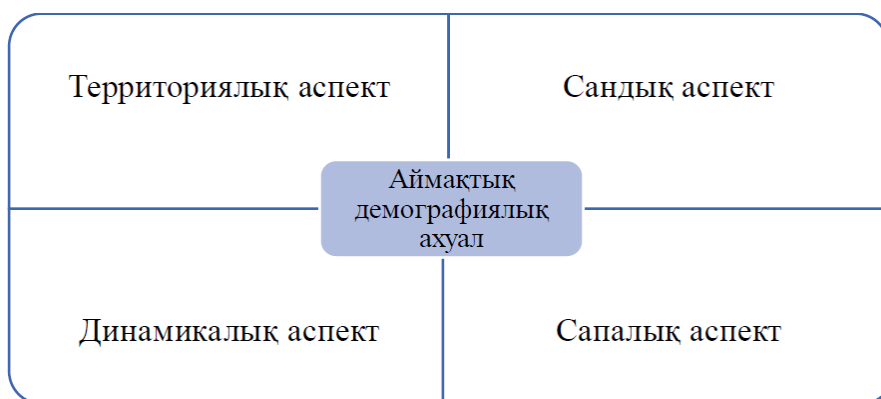 Территориялық аспект
Сандық аспект
Аймақтық
демографиялық
ахуал
Динамикалық аспект
Сапалық аспект